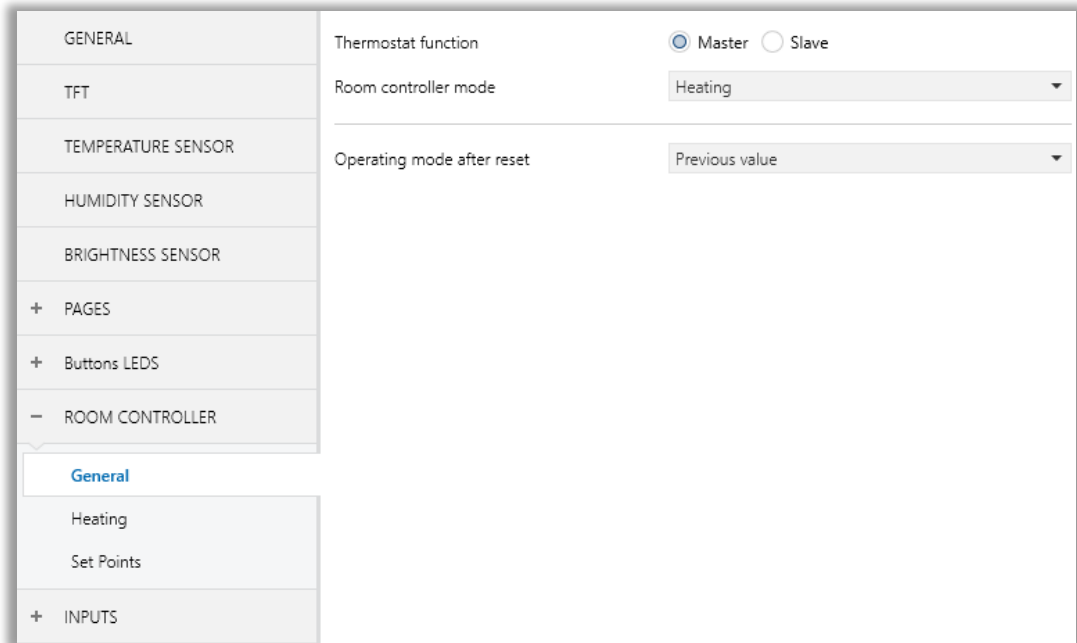 GENERAL
TFT
TEMPERATURE SENSOR
HUMIDITY SENSOR
BRIGHTNESS SENSOR
+ PAGES
+ Buttons LEDS
− ROOM CONTROLLER
General
Heating
Set Points
+ INPUTS
Thermostat function Master Slave
Room controller mode Heating
Operating mode after reset Previous value